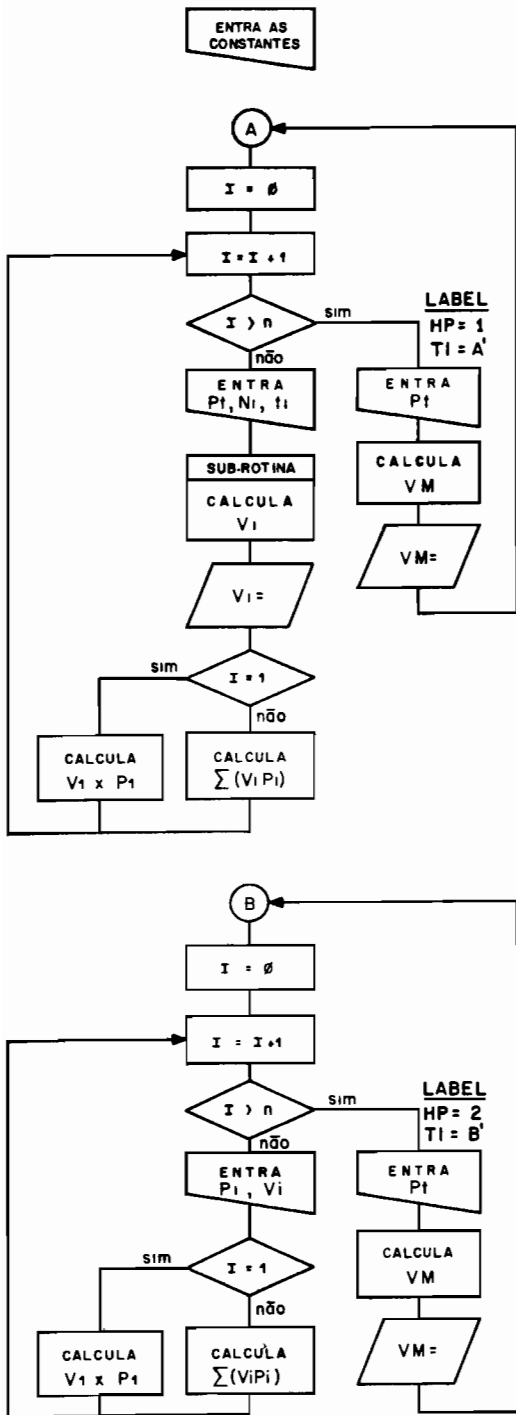 ENTRA AS
CONSTANTES
A
I = Ø
I = I + 1
I > n
sim
não
LABEL
HP = 1
TI = A'
ENTRA
Pt, Ni, ti
ENTRA
Pt
SUB-ROTINA
CALCULA
Vi
CALCULA
VM
Vi =
VM =
I = 1
sim
não
CALCULA
V1 x P1
CALCULA
∑ (Vi Pi)
B
I = Ø
I = I + 1
I > n
sim
não
LABEL
HP = 2
TI = B'
ENTRA
Pi, Vi
ENTRA
Pt
I = 1
sim
não
CALCULA
VM
CALCULA
V1 x P1
CALCULA
∑ (ViPi)
VM =